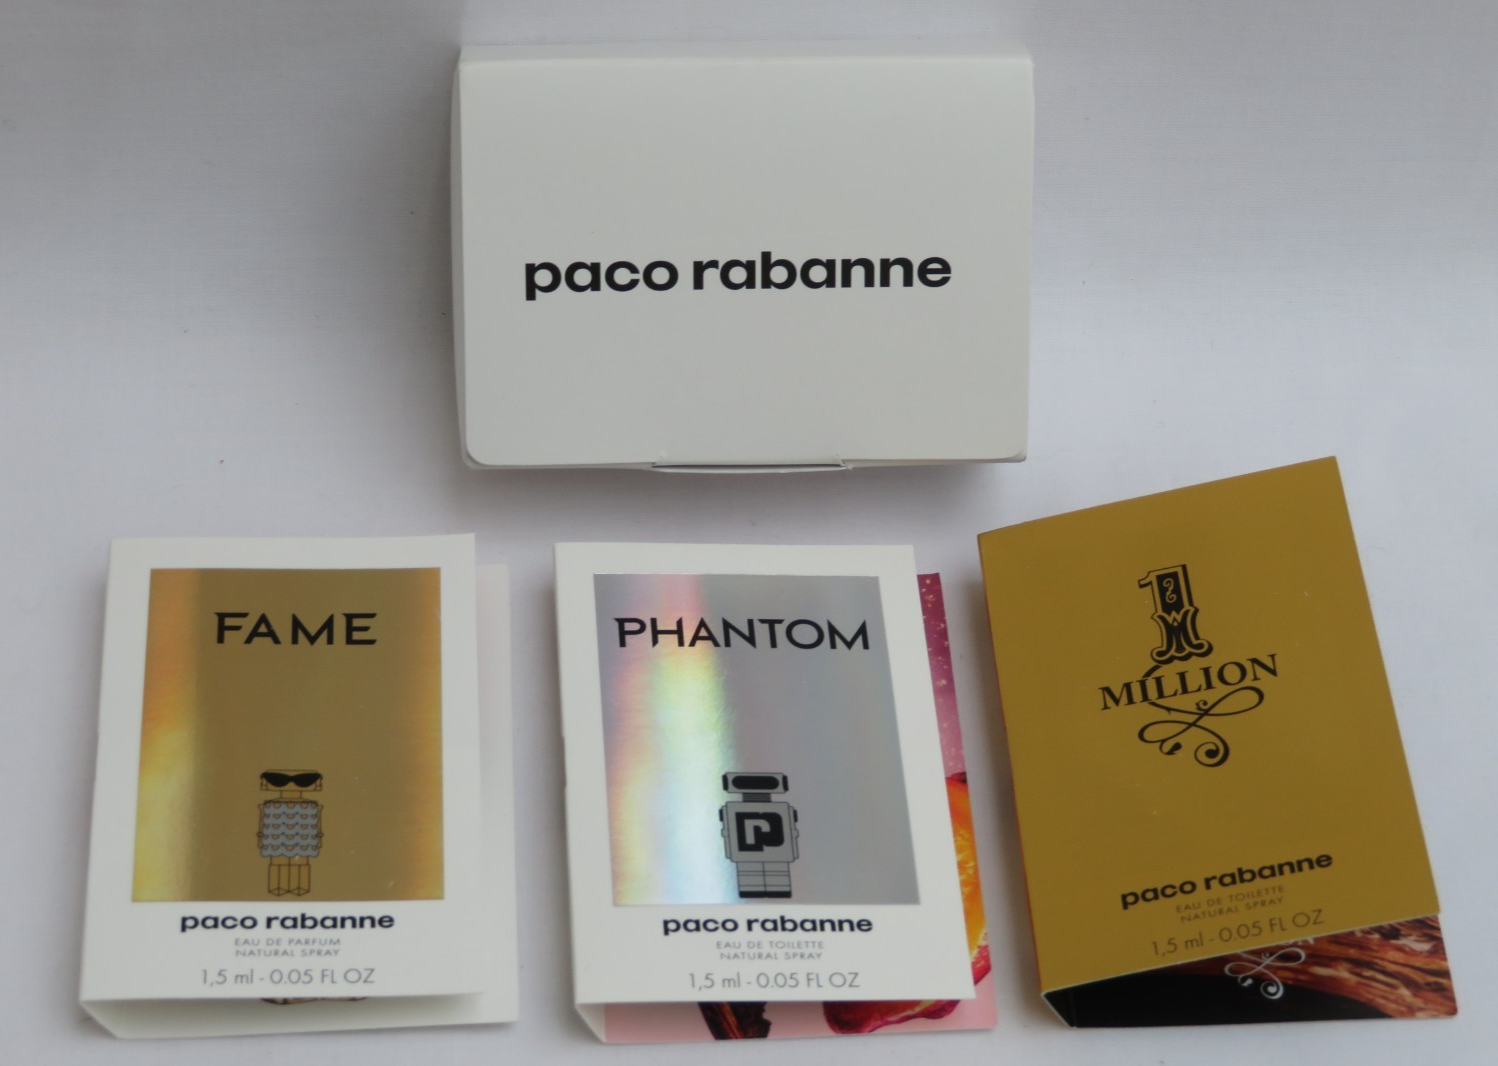 paco rabanne
FAME
paco rabanne
EAU DE PARFUM
NATURAL SPRAY
1,5 ml - 0.05 FL OZ
PHANTOM
P
paco rabanne
EAU DE TOILETTE
NATURAL SPRAY
1,5 ml - 0.05 FL OZ
1
MILLION
paco rabanne
EAU DE TOILETTE
NATURAL SPRAY
1,5 ml - 0.05 FL OZ